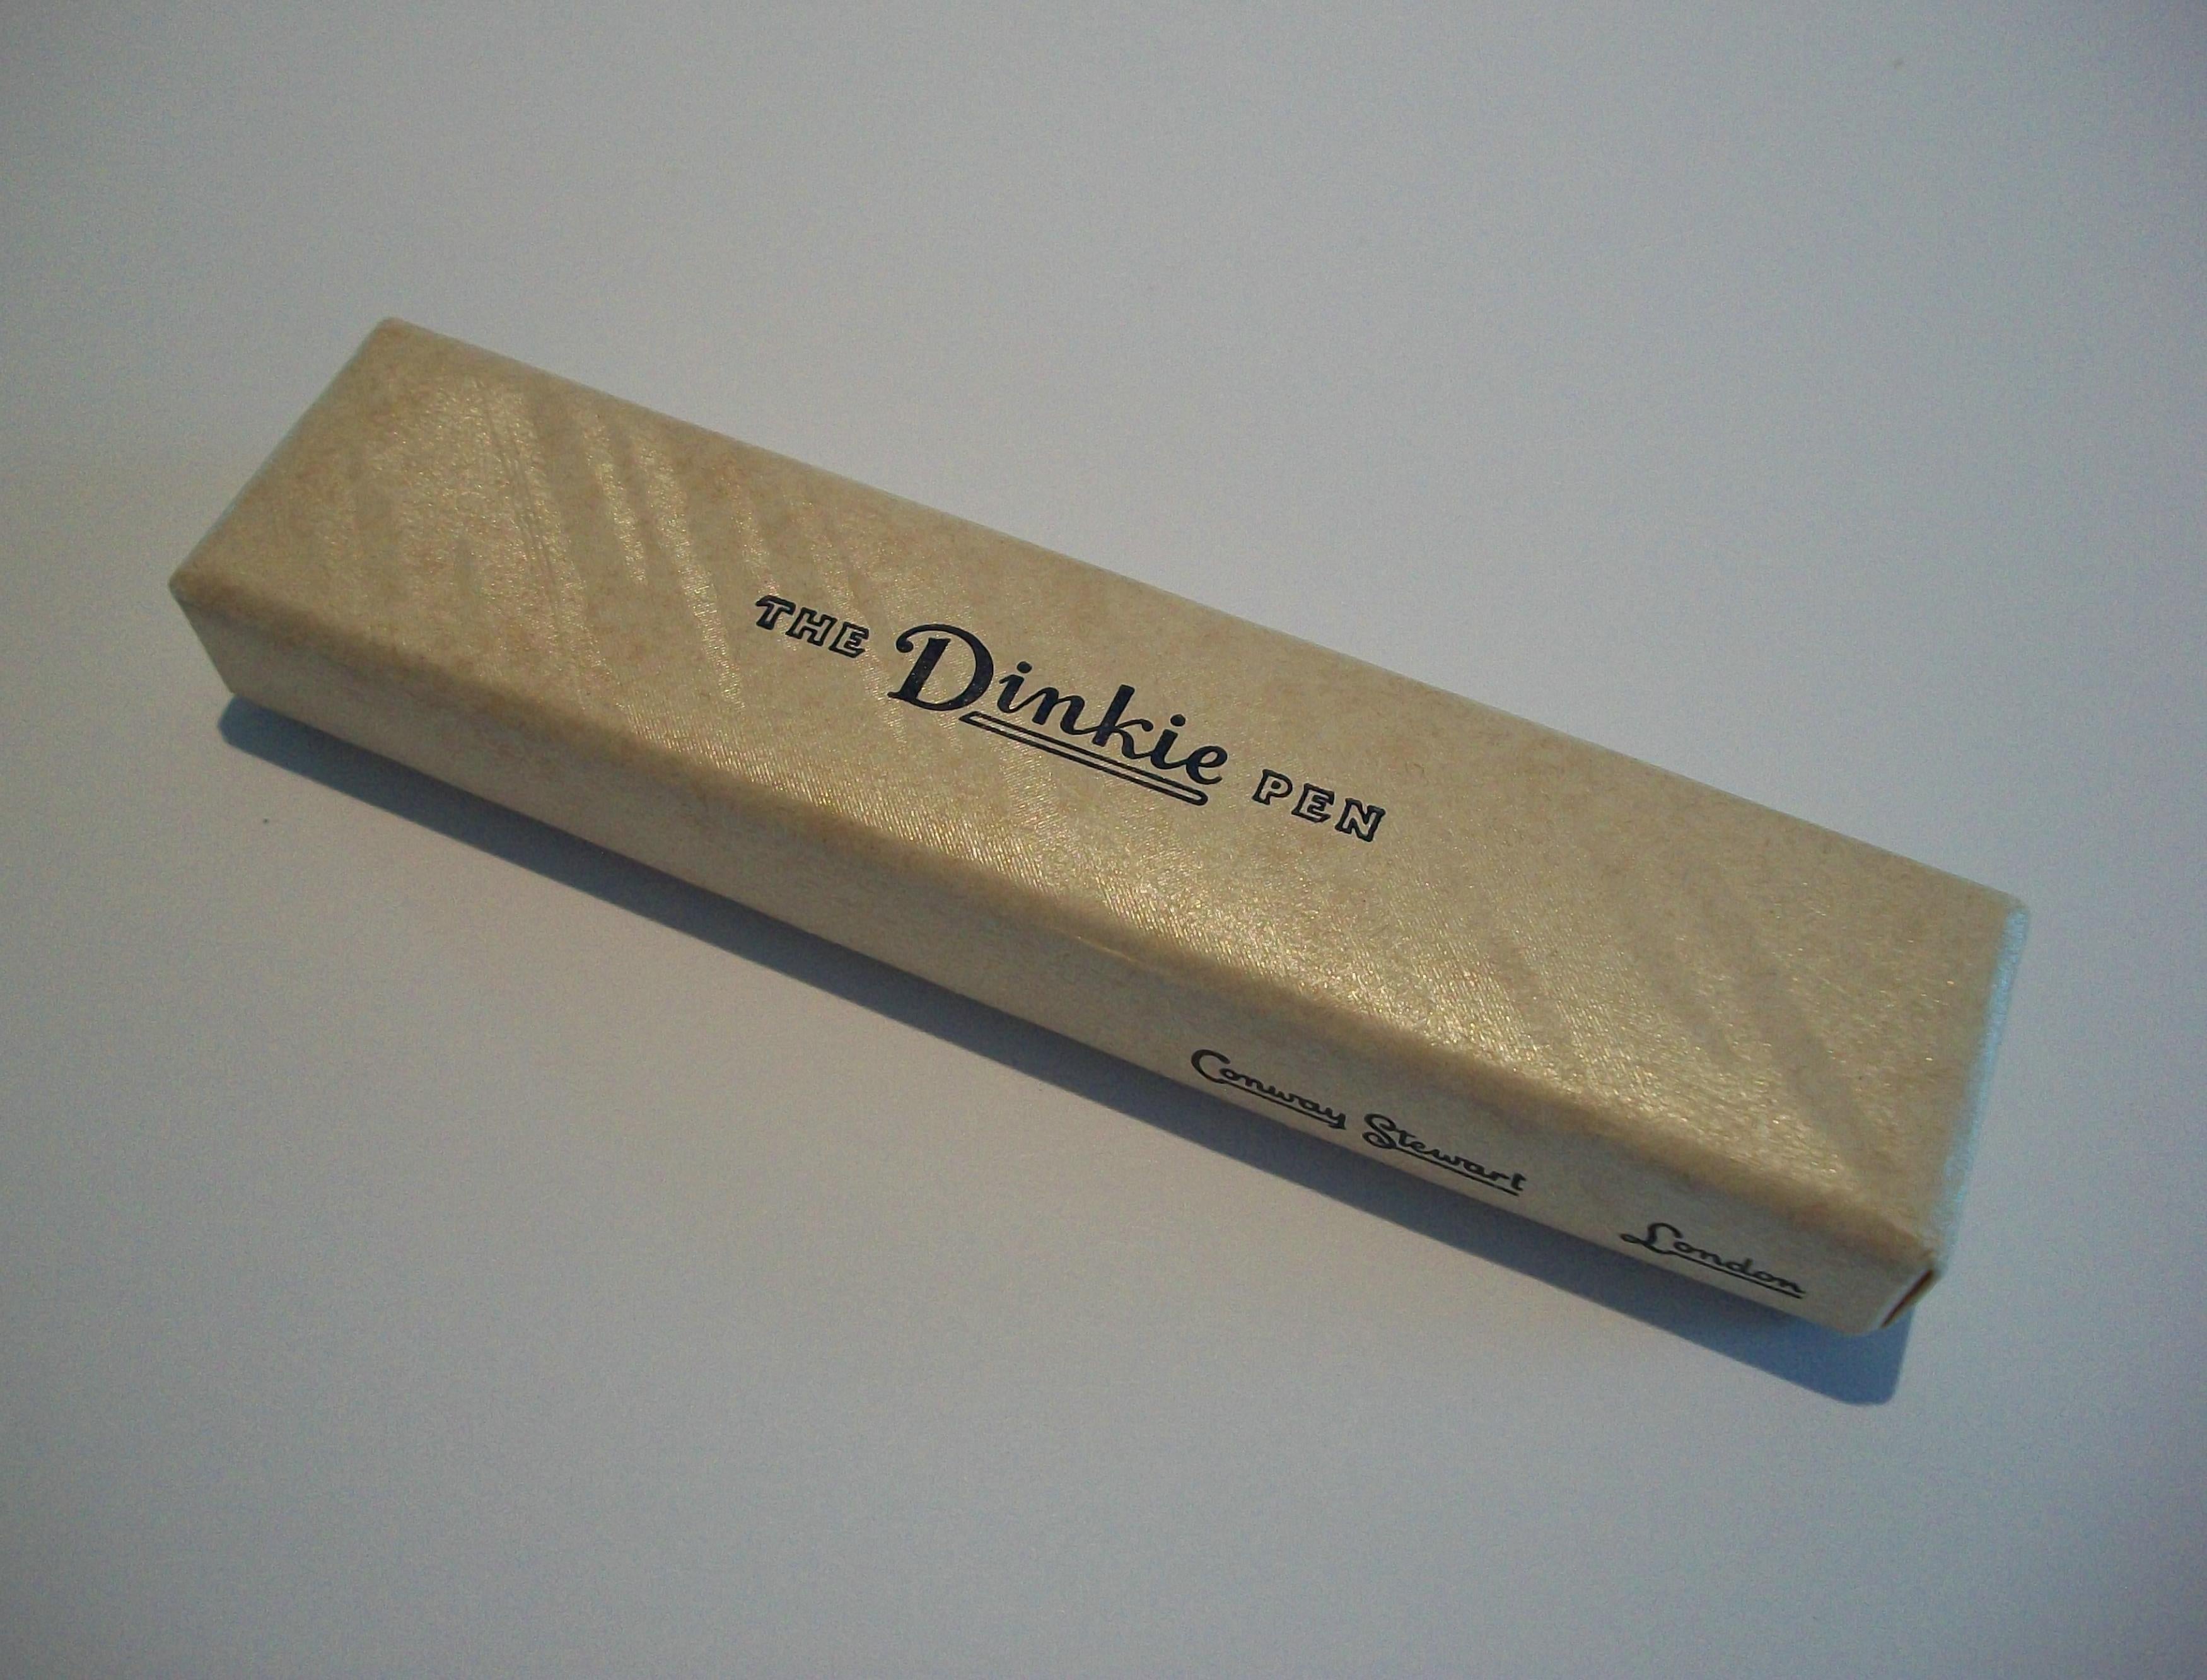 THE Dinkie PEN
Conway Stewart London